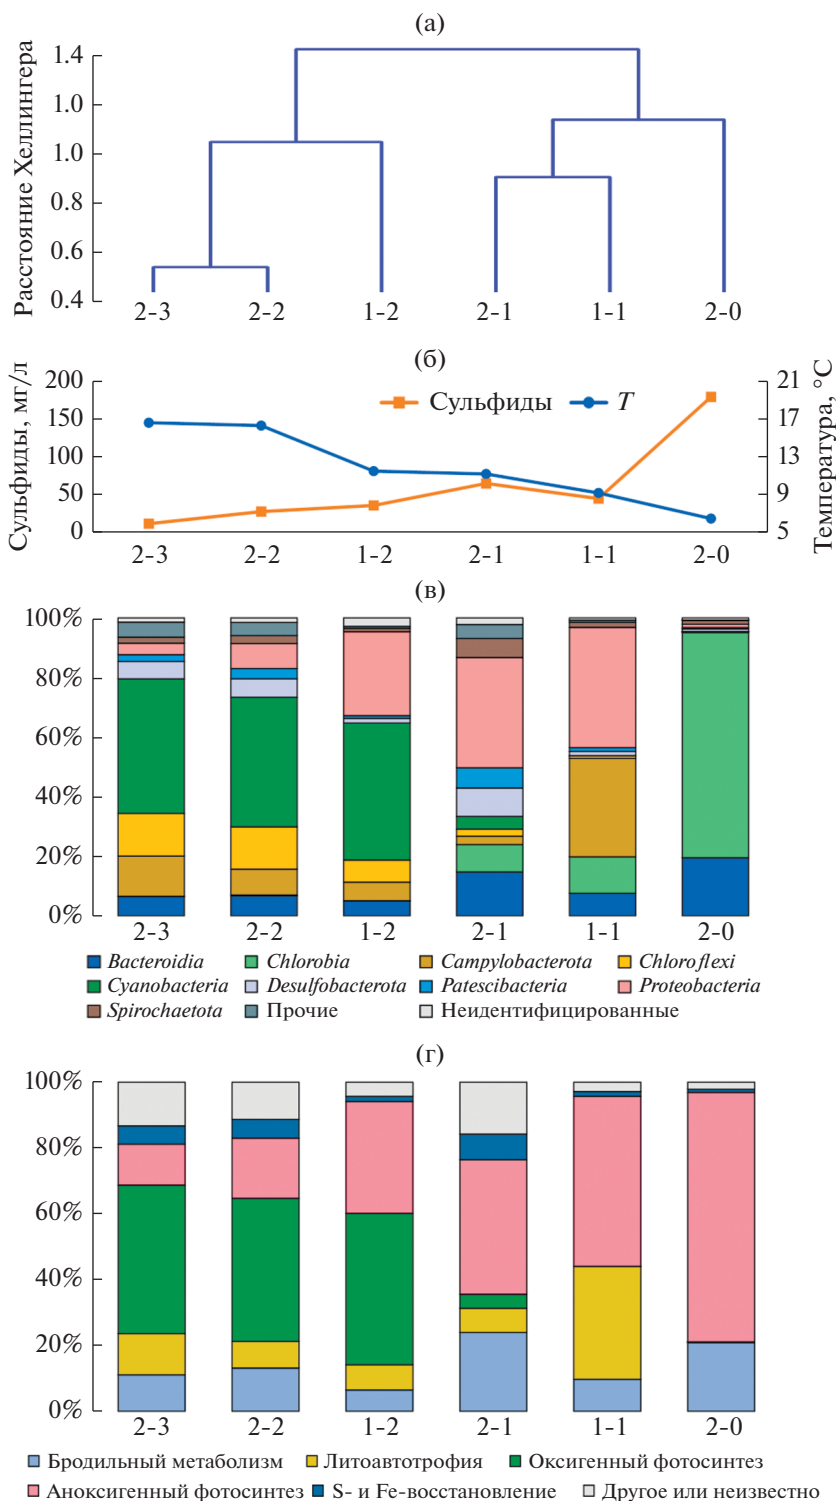 (а)
Расстояние Хеллингера
1.4
1.0
1.0
0.8
0.6
0.4
2-3 2-2 1-2 2-1 1-1 2-0
(б)
Сульфиды, мг/л
200
150
100
50
0
Сульфиды T
21
17
13
9
5
Температура, °C
2-3 2-2 1-2 2-1 1-1 2-0
(в)
100%
80%
60%
40%
20%
0%
2-3 2-2 1-2 2-1 1-1 2-0
Bacteroidia Chlorobia Campylobacterota Chloroflexi
Cyanobacteria Desulfobacterota Patescibacteria Proteobacteria
Spirochaetota Прочие Неидентифицированные
(г)
100%
80%
60%
40%
20%
0%
2-3 2-2 1-2 2-1 1-1 2-0
Бродильный метаболизм Литоавтотрофия Оксигенный фотосинтез
Аноксигенный фотосинтез S- и Fe-восстановление Другое или неизвестно